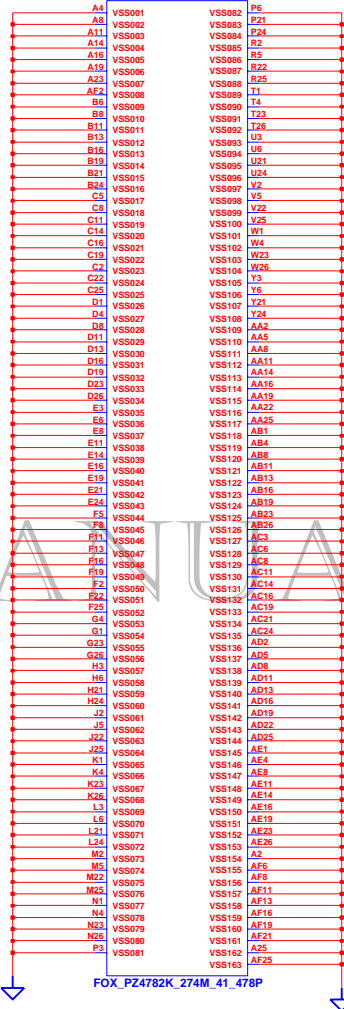 A4 VSS001
A8 VSS002
A11 VSS003
A14 VSS004
A16 VSS005
A19 VSS006
A23 VSS007
AF2 VSS008
B6 VSS009
B8 VSS010
B11 VSS011
B13 VSS012
B16 VSS013
B19 VSS014
B21 VSS015
B24 VSS016
C5 VSS017
C8 VSS018
C11 VSS019
C14 VSS020
C16 VSS021
C19 VSS022
C2 VSS023
C22 VSS024
C25 VSS025
D1 VSS026
D4 VSS027
D8 VSS028
D11 VSS029
D13 VSS030
D16 VSS031
D19 VSS032
D23 VSS033
D26 VSS034
E3 VSS035
E6 VSS036
E8 VSS037
E11 VSS038
E14 VSS039
E16 VSS040
E19 VSS041
E21 VSS042
E24 VSS043
F5 VSS044
F8 VSS045
F11 VSS046
F13 VSS047
F16 VSS048
F19 VSS049
F2 VSS050
F22 VSS051
F25 VSS052
G4 VSS053
G1 VSS054
G23 VSS055
G26 VSS056
H3 VSS057
H6 VSS058
H21 VSS059
H24 VSS060
J2 VSS061
J5 VSS062
J22 VSS063
J25 VSS064
K1 VSS065
K4 VSS066
K23 VSS067
K26 VSS068
L3 VSS069
L6 VSS070
L21 VSS071
L24 VSS072
M2 VSS073
M5 VSS074
M22 VSS075
M25 VSS076
N1 VSS077
N4 VSS078
N23 VSS079
N26 VSS080
P3 VSS081
VSS082 P6
VSS083 P21
VSS084 P24
VSS085 R2
VSS086 R5
VSS087 R22
VSS088 R25
VSS089 T1
VSS090 T4
VSS091 T23
VSS092 T26
VSS093 U3
VSS094 U6
VSS095 U21
VSS096 U24
VSS097 V2
VSS098 V5
VSS099 V22
VSS100 V25
VSS101 W1
VSS102 W4
VSS103 W23
VSS104 W26
VSS105 Y3
VSS106 Y6
VSS107 Y21
VSS108 Y24
VSS109 AA2
VSS110 AA5
VSS111 AA8
VSS112 AA11
VSS113 AA14
VSS114 AA16
VSS115 AA19
VSS116 AA22
VSS117 AA25
VSS118 AB1
VSS119 AB4
VSS120 AB8
VSS121 AB11
VSS122 AB13
VSS123 AB16
VSS124 AB19
VSS125 AB23
VSS126 AB26
VSS127 AC3
VSS128 AC6
VSS129 AC8
VSS130 AC11
VSS131 AC14
VSS132 AC16
VSS133 AC19
VSS134 AC21
VSS135 AC24
VSS136 AD2
VSS137 AD5
VSS138 AD8
VSS139 AD11
VSS140 AD13
VSS141 AD16
VSS142 AD19
VSS143 AD22
VSS144 AD25
VSS145 AE1
VSS146 AE4
VSS147 AE8
VSS148 AE11
VSS149 AE14
VSS150 AE16
VSS151 AE19
VSS152 AE23
VSS153 AE26
VSS154 A2
VSS155 AF6
VSS156 AF8
VSS157 AF11
VSS158 AF13
VSS159 AF16
VSS160 AF19
VSS161 AF21
VSS162 A25
VSS163 AF25
ANUA
FOX_PZ4782K_274M_41_478P